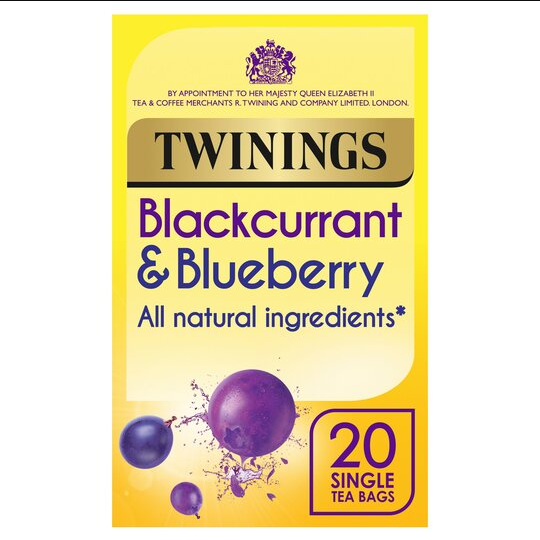 BY APPOINTMENT TO HER MAJESTY QUEEN ELIZABETH II
TEA & COFFEE MERCHANTS R.TWINING AND COMPANY LIMITED. LONDON.
TWININGS
Blackcurrant
& Blueberry
All natural ingredients*
20
SINGLE
TEA BAGS